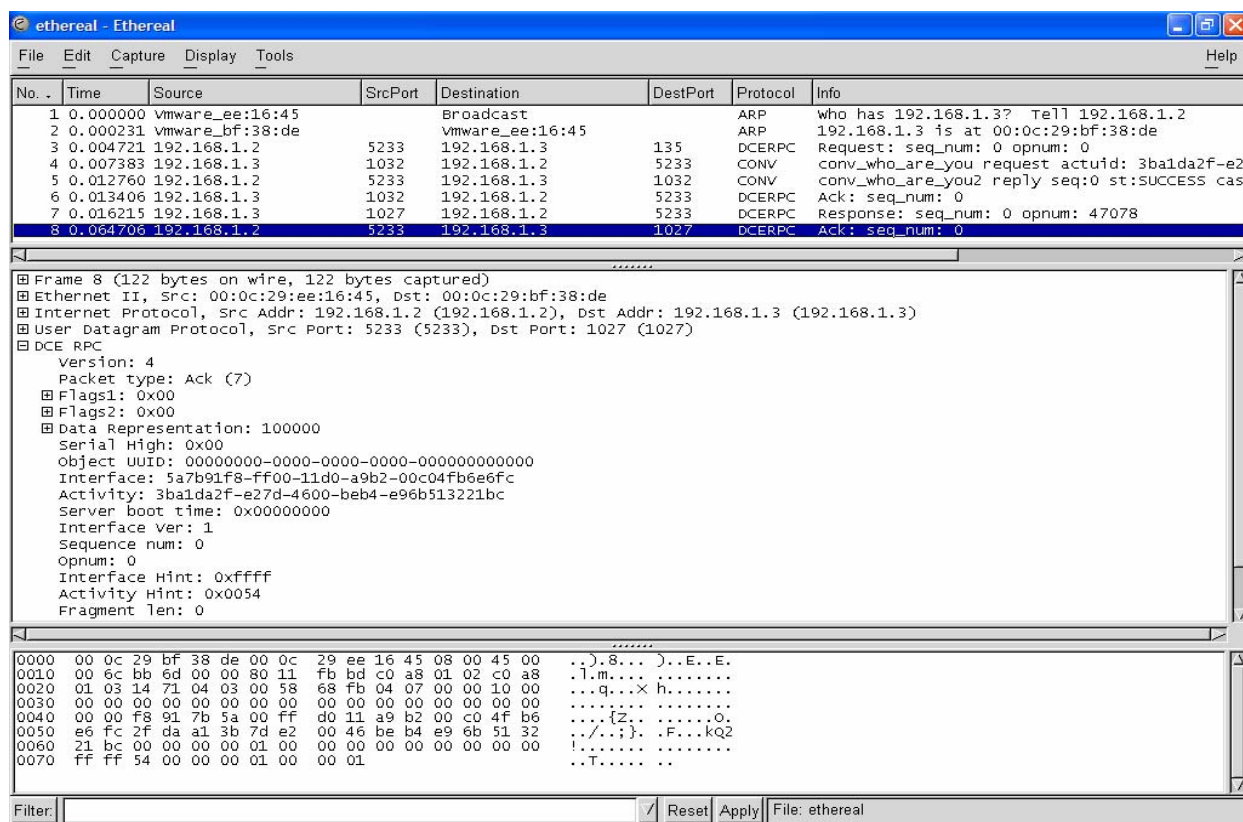 ethereal - Ethereal
File Edit Capture Display Tools Help
No. . Time Source SrcPort Destination DestPort Protocol Info
1 0.000000 Vmware_ee:16:45 Broadcast ARP Who has 192.168.1.3? Tell 192.168.1.2
2 0.000231 Vmware_bf:38:de Vmware_ee:16:45 ARP 192.168.1.3 is at 00:0c:29:bf:38:de
3 0.004721 192.168.1.2 5233 192.168.1.3 135 DCERPC Request: seq_num: 0 opnum: 0
4 0.007383 192.168.1.3 1032 192.168.1.2 5233 CONV conv_who_are_you request actuid: 3ba1da2f-e2
5 0.012760 192.168.1.2 5233 192.168.1.3 1032 CONV conv_who_are_you2 reply seq:0 st:SUCCESS cas
6 0.013406 192.168.1.3 1032 192.168.1.2 5233 DCERPC Ack: seq_num: 0
7 0.016215 192.168.1.3 1027 192.168.1.2 5233 DCERPC Response: seq_num: 0 opnum: 47078
8 0.064706 192.168.1.2 5233 192.168.1.3 1027 DCERPC Ack: seq_num: 0
Frame 8 (122 bytes on wire, 122 bytes captured)
Ethernet II, Src: 00:0c:29:ee:16:45, Dst: 00:0c:29:bf:38:de
Internet Protocol, Src Addr: 192.168.1.2 (192.168.1.2), Dst Addr: 192.168.1.3 (192.168.1.3)
User Datagram Protocol, Src Port: 5233 (5233), Dst Port: 1027 (1027)
DCE RPC
Version: 4
Packet type: Ack (7)
Flags1: 0x00
Flags2: 0x00
Data Representation: 100000
Serial High: 0x00
Object UUID: 00000000-0000-0000-0000-000000000000
Interface: 5a7b91f8-ff00-11d0-a9b2-00c04fb6e6fc
Activity: 3ba1da2f-e27d-4600-beb4-e96b513221bc
Server boot time: 0x00000000
Interface Ver: 1
Sequence num: 0
Opnum: 0
Interface Hint: 0xffff
Activity Hint: 0x0054
Fragment len: 0
0000 00 0c 29 bf 38 de 00 0c 29 ee 16 45 08 00 45 00 ..).8... )..E..E.
0010 00 6c bb 6d 00 00 80 11 fb bd c0 a8 01 02 c0 a8 .l.m.... ........
0020 01 03 14 71 04 03 00 58 68 fb 04 07 00 00 10 00 ...q...X h.......
0030 00 00 00 00 00 00 00 00 00 00 00 00 00 00 00 00 ........ ........
0040 00 00 f8 91 7b 5a 00 ff d0 11 a9 b2 00 c0 4f b6 ....{Z.. ......O.
0050 e6 fc 2f da a1 3b 7d e2 00 46 be b4 e9 6b 51 32 ../..;}. .F...kQ2
0060 21 bc 00 00 00 00 01 00 00 00 00 00 00 00 00 00 !....... ........
0070 ff ff 54 00 00 00 01 00 00 01 ..T..... ..
Filter: Reset Apply File: ethereal